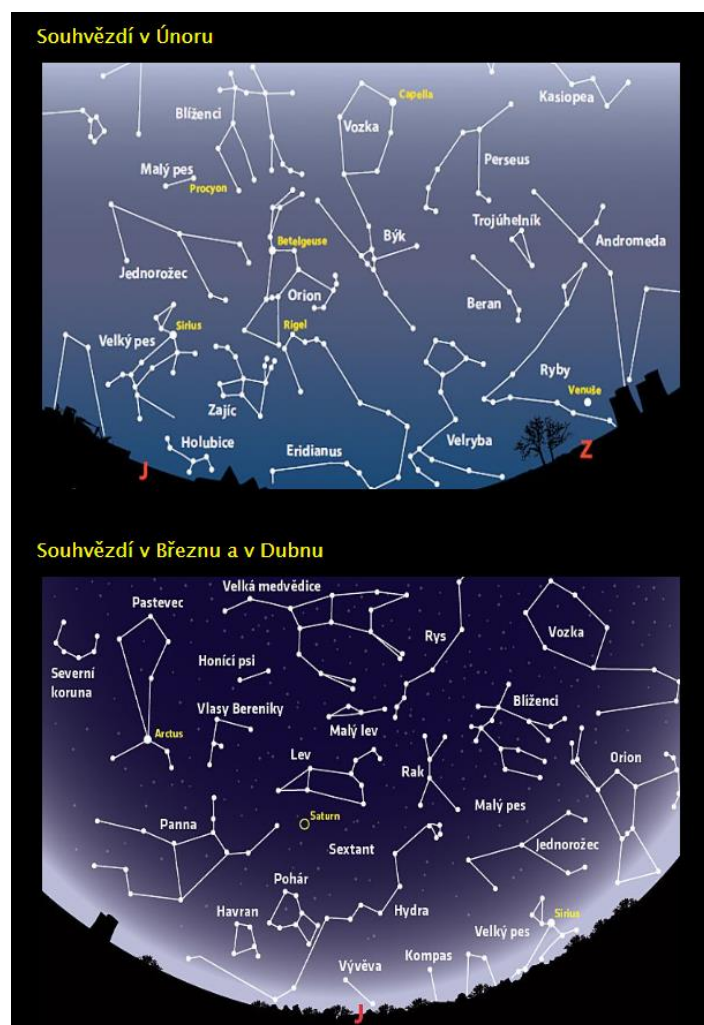 Souhvězdí v Únoru
Capella
Kasiopea
Blíženci
Vozka
Perseus
Malý pes
Procyon
Trojúhelník
Býk
Andromeda
Betelgeuse
Jednorožec
Orion
Beran
Sirius
Rigel
Velký pes
Ryby
Venuše
Zajíc
Holubice
Eridianus
Velryba
J
Z
Souhvězdí v Březnu a v Dubnu
Velká medvědice
Pastevec
Rys
Vozka
Severní
koruna
Honící psi
Vlasy Bereniky
Blíženci
Malý lev
Arctus
Lev
Rak
Orion
Malý pes
Saturn
Panna
Sextant
Jednorožec
Pohár
Havran
Hydra
Sirius
Velký pes
Kompas
Vývěva
J